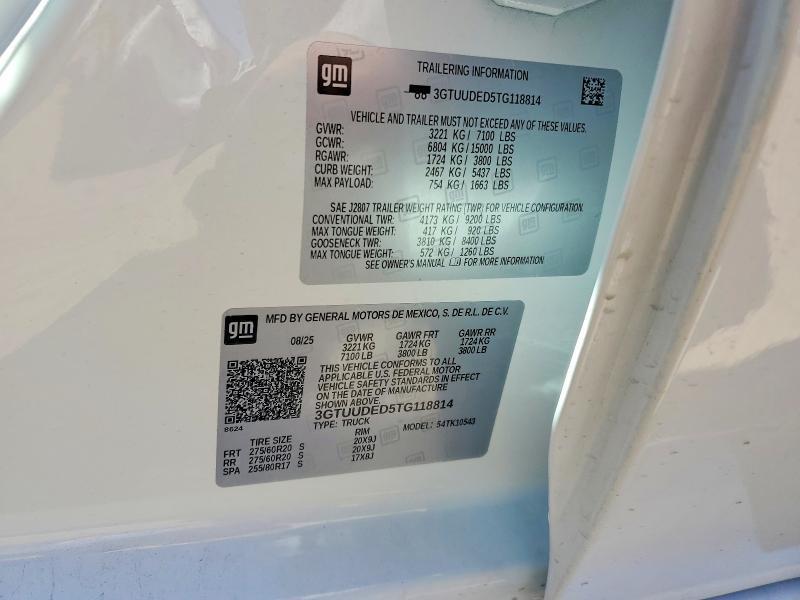 gm
TRAILERING INFORMATION
3GTUUDED5TG118814
VEHICLE AND TRAILER MUST NOT EXCEED ANY OF THESE VALUES.
GVWR: 3221 KG / 7100 LBS
GCWR: 6804 KG / 15000 LBS
RGAWR: 1724 KG / 3800 LBS
CURB WEIGHT: 2467 KG / 5437 LBS
MAX PAYLOAD: 754 KG / 1663 LBS
SAE J2807 TRAILER WEIGHT RATING (TWR) FOR VEHICLE CONFIGURATION.
CONVENTIONAL TWR: 4173 KG / 9200 LBS
MAX TONGUE WEIGHT: 417 KG / 920 LBS
GOOSENECK TWR: 3810 KG / 8400 LBS
MAX TONGUE WEIGHT: 572 KG / 1260 LBS
SEE OWNER'S MANUAL FOR MORE INFORMATION
gm
MFD BY GENERAL MOTORS DE MEXICO, S. DE R.L. DE C.V.
08/25 GVWR GAWR FRT GAWR RR
3221 KG 1724 KG 1724 KG
7100 LB 3800 LB 3800 LB
THIS VEHICLE CONFORMS TO ALL
APPLICABLE U.S. FEDERAL MOTOR
VEHICLE SAFETY STANDARDS IN EFFECT
ON THE DATE OF MANUFACTURE
SHOWN ABOVE.
3GTUUDED5TG118814
8624
TYPE: TRUCK MODEL: 54TK10543
TIRE SIZE RIM
FRT 275/60R20 S 20X9J
RR 275/60R20 S 20X9J
SPA 255/80R17 S 17X8J